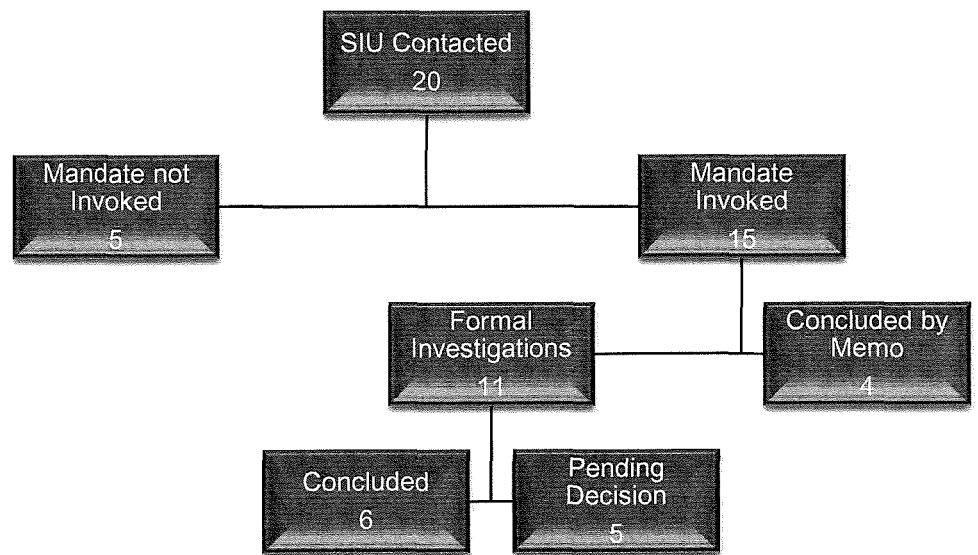 SIU Contacted
20
Mandate not
Invoked
5
Mandate
Invoked
15
Formal
Investigations
11
Concluded by
Memo
4
Concluded
6
Pending
Decision
5